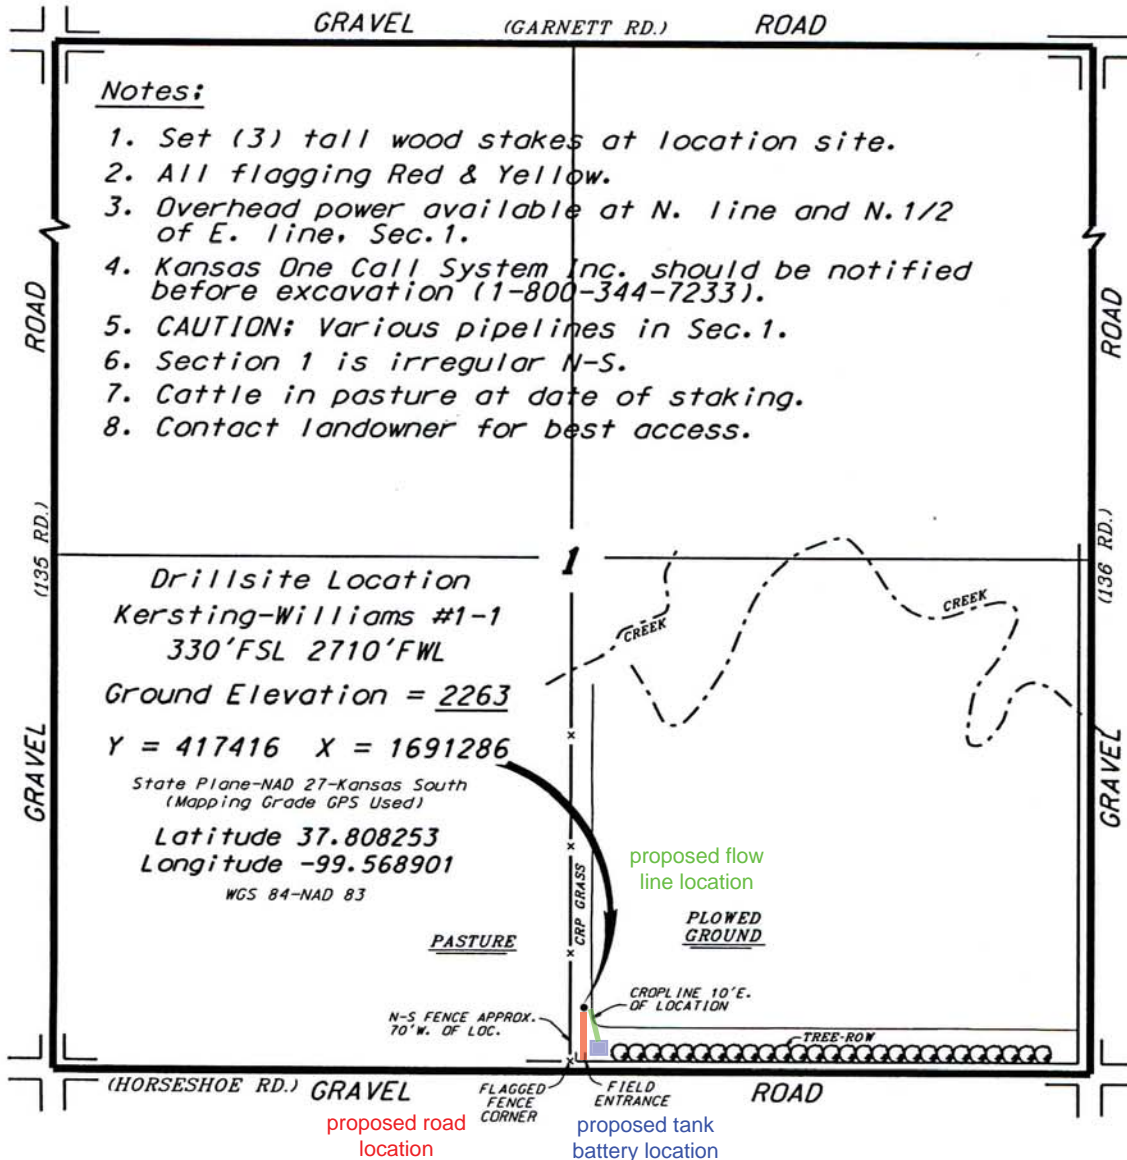 GRAVEL (GARNETT RD.) ROAD
Notes:
1. Set (3) tall wood stakes at location site.
2. All flagging Red & Yellow.
3. Overhead power available at N. line and N.1/2
of E. line, Sec.1.
4. Kansas One Call System Inc. should be notified
before excavation (1-800-344-7233).
5. CAUTION: Various pipelines in Sec.1.
6. Section 1 is irregular N-S.
7. Cattle in pasture at date of staking.
8. Contact landowner for best access.
ROAD
(135 RD.)
GRAVEL
ROAD
(136 RD.)
GRAVEL
1
Drillsite Location
Kersting-Williams #1-1
330'FSL 2710'FWL
Ground Elevation = 2263
Y = 417416 X = 1691286
State Plane-NAD 27-Kansas South
(Mapping Grade GPS Used)
Latitude 37.808253
Longitude -99.568901
WGS 84-NAD 83
CREEK
CREEK
proposed flow
line location
CRP GRASS
PASTURE
PLOWED
GROUND
CROPLINE 10'E.
OF LOCATION
N-S FENCE APPROX.
70'W. OF LOC.
TREE-ROW
(HORSESHOE RD.) GRAVEL
FLAGGED
FENCE
CORNER
FIELD
ENTRANCE
ROAD
proposed road
location
proposed tank
battery location